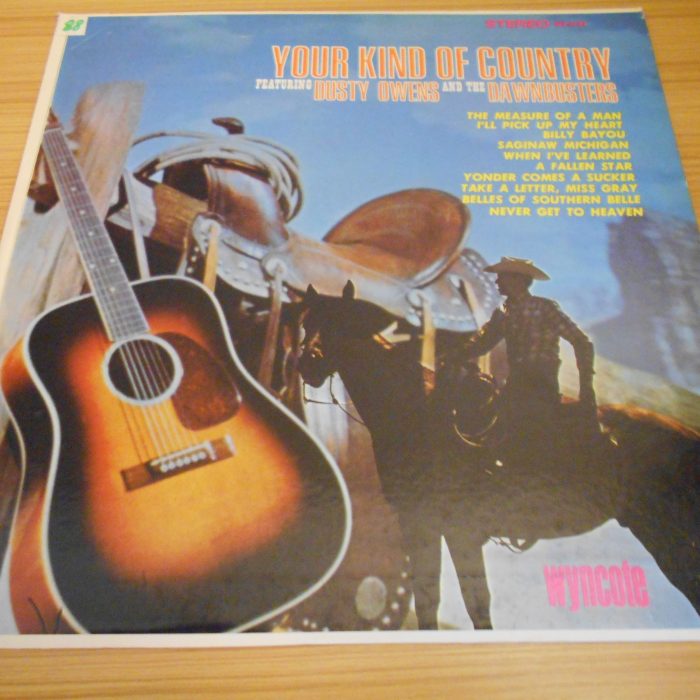 88
STEREO
YOUR KIND OF COUNTRY
FEATURING DUSTY OWENS AND THE DAWNBUSTERS
THE MEASURE OF A MAN
I'LL PICK UP MY HEART
BILLY BAYOU
SAGINAW MICHIGAN
WHEN I'VE LEARNED
A FALLEN STAR
YONDER COMES A SUCKER
TAKE A LETTER, MISS GRAY
BELLES OF SOUTHERN BELLE
NEVER GET TO HEAVEN
wyncote